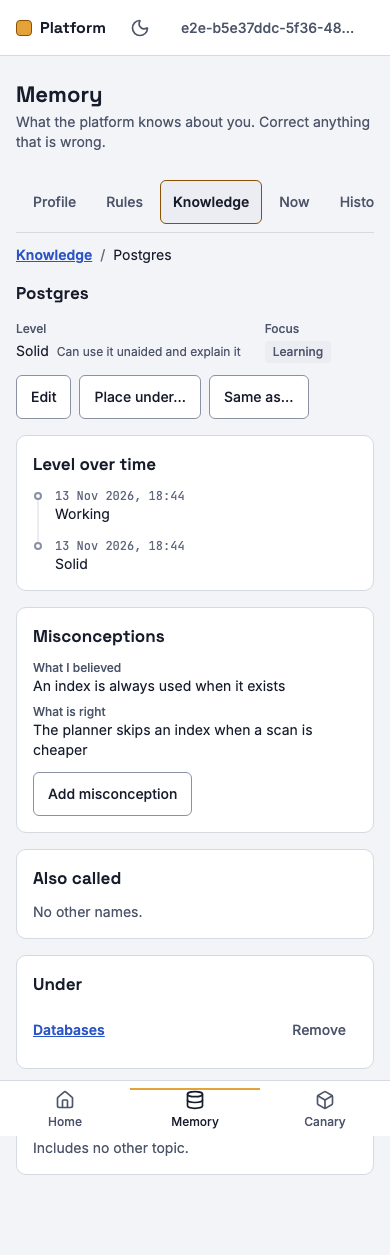 Platform
e2e-b5e37ddc-5f36-48...
Memory
What the platform knows about you. Correct anything
that is wrong.
Profile Rules Knowledge Now Histo
Knowledge / Postgres
Postgres
Level Focus
Solid Can use it unaided and explain it Learning
Edit Place under... Same as...
Level over time
13 Nov 2026, 18:44
Working
13 Nov 2026, 18:44
Solid
Misconceptions
What I believed
An index is always used when it exists
What is right
The planner skips an index when a scan is
cheaper
Add misconception
Also called
No other names.
Under
Databases Remove
Home Memory Canary
Includes no other topic.